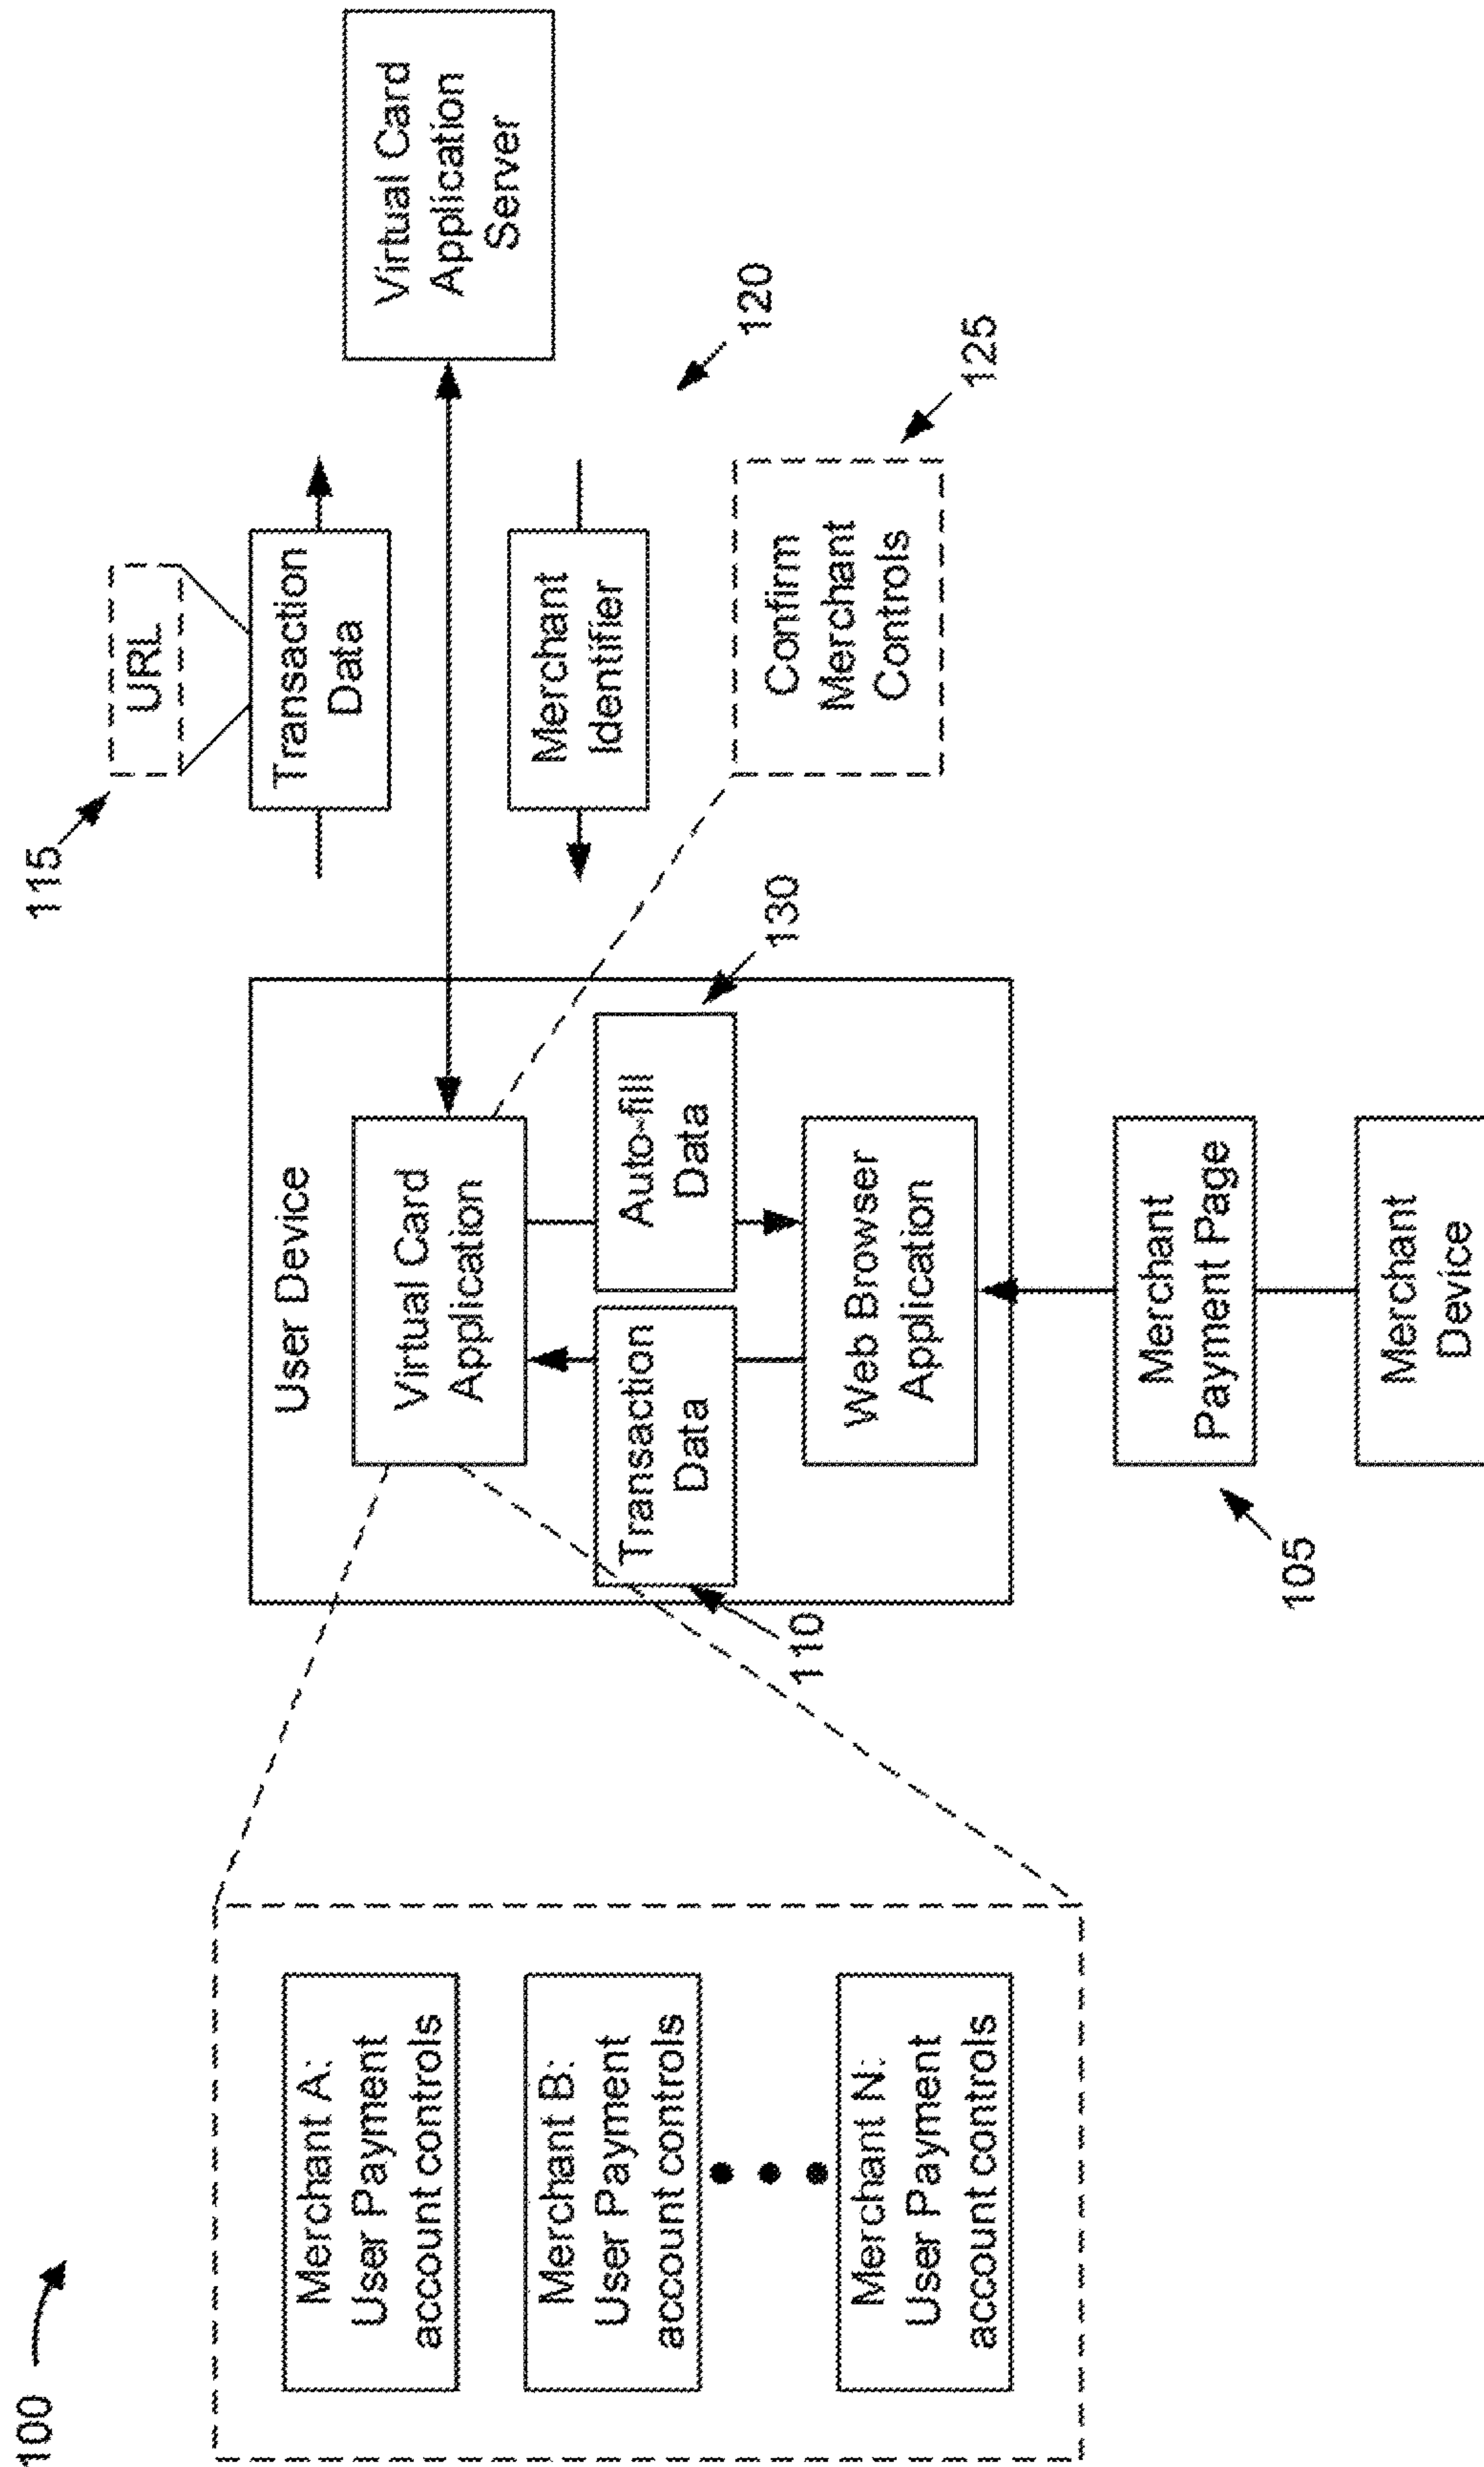 100
Merchant A:
User Payment
account controls
Merchant B:
User Payment
account controls
Merchant N:
User Payment
account controls
User Device
Virtual Card
Application
Transaction
Data
110
Auto-fill
Data
130
Web Browser
Application
Merchant
Payment Page
105
Merchant
Device
115
URL
Transaction
Data
Merchant
Identifier
120
Confirm
Merchant
Controls
125
Virtual Card
Application
Server